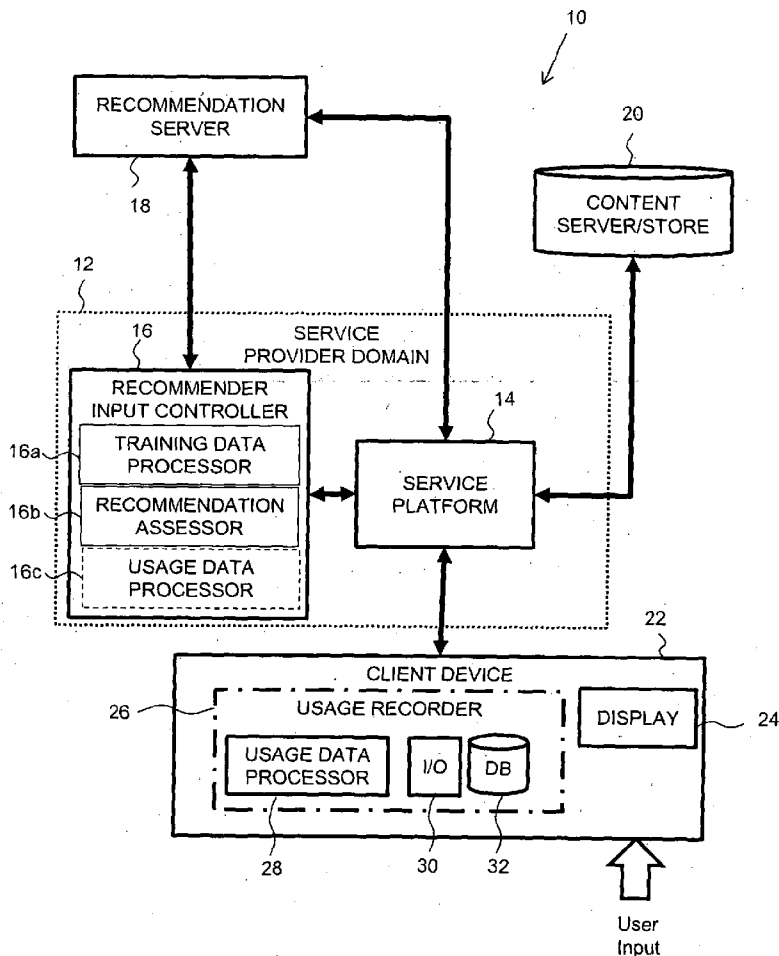 10
RECOMMENDATION
SERVER
18
20
CONTENT
SERVER/STORE
12
SERVICE
PROVIDER DOMAIN
16
RECOMMENDER
INPUT CONTROLLER
16a
TRAINING DATA
PROCESSOR
16b
RECOMMENDATION
ASSESSOR
16c
USAGE DATA
PROCESSOR
14
SERVICE
PLATFORM
22
CLIENT DEVICE
26
USAGE RECORDER
USAGE DATA
PROCESSOR
I/O
DB
DISPLAY
24
28
30
32
User
Input